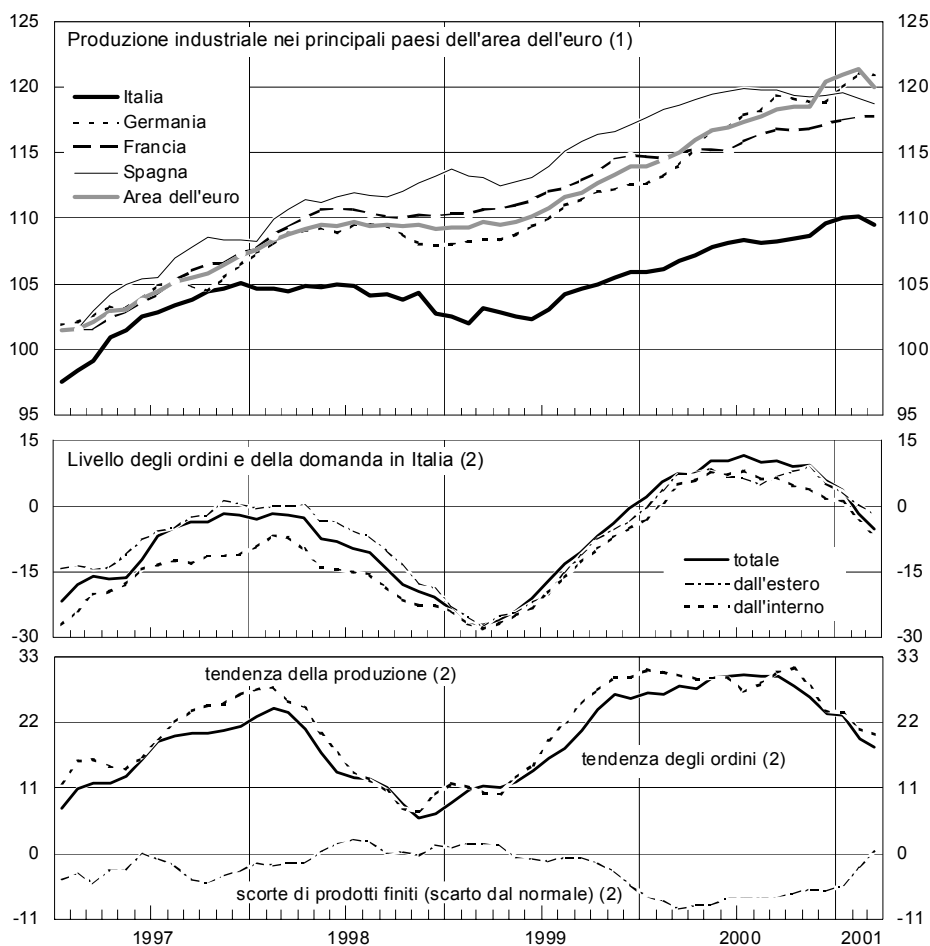 125 125
Produzione industriale nei principali paesi dell'area dell'euro (1)
120 120
Italia
Germania
Francia
Spagna
Area dell'euro
115 115
110 110
105 105
100 100
95 95
15 15
Livello degli ordini e della domanda in Italia (2)
0 0
totale
dall'estero
dall'interno
-15 -15
-30 -30
33 33
tendenza della produzione (2)
22 22
tendenza degli ordini (2)
11 11
0 0
scorte di prodotti finiti (scarto dal normale) (2)
-11 -11
1997 1998 1999 2000 2001